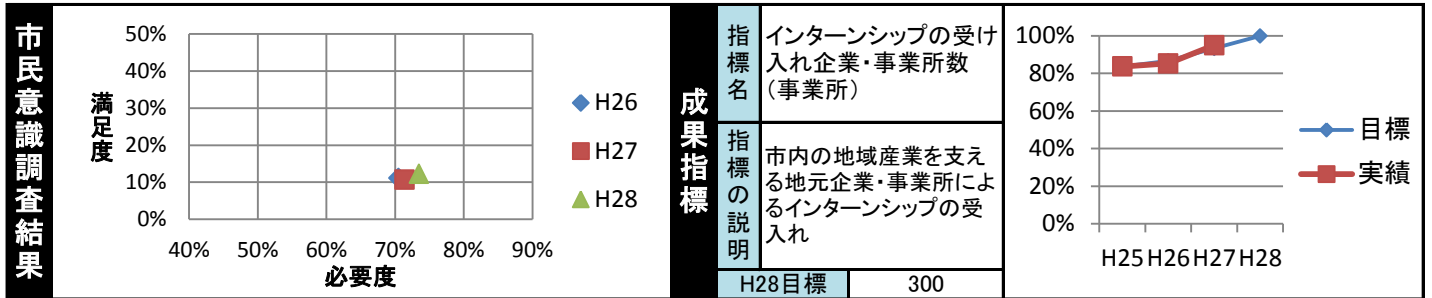 市民意識調査結果
満足度
50%
40%
30%
20%
10%
0%
40% 50% 60% 70% 80% 90%
必要度
H26
H27
H28
成果指標
指標名
インターンシップの受け
入れ企業・事業所数
（事業所）
指標の説明
市内の地域産業を支え
る地元企業・事業所によ
るインターンシップの受
入れ
H28目標 300
100%
80%
60%
40%
20%
0%
H25 H26 H27 H28
目標
実績